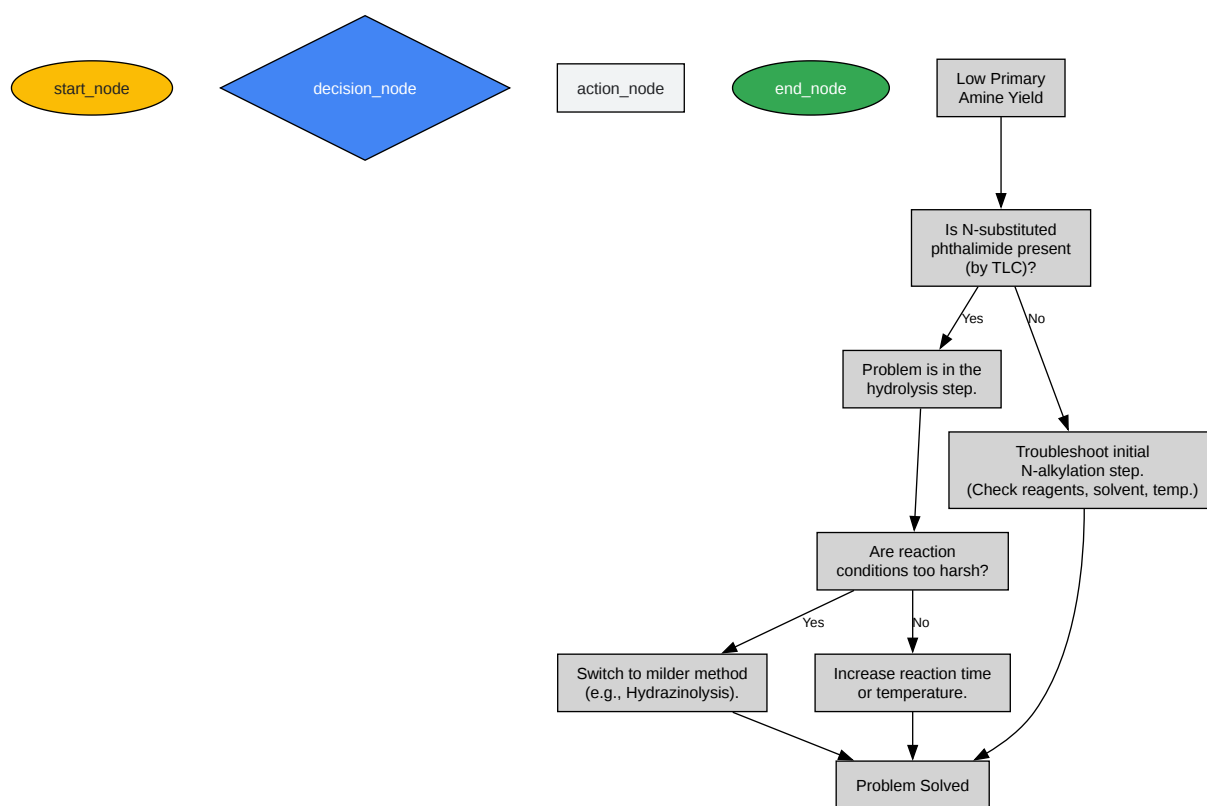 start_node
decision_node
action_node
end_node
Low Primary
Amine Yield
Is N-substituted
phthalimide present
(by TLC)?
Yes
No
Problem is in the
hydrolysis step.
Troubleshoot initial
N-alkylation step.
(Check reagents, solvent, temp.)
Are reaction
conditions too harsh?
Yes
No
Switch to milder method
(e.g., Hydrazinolysis).
Increase reaction time
or temperature.
Problem Solved